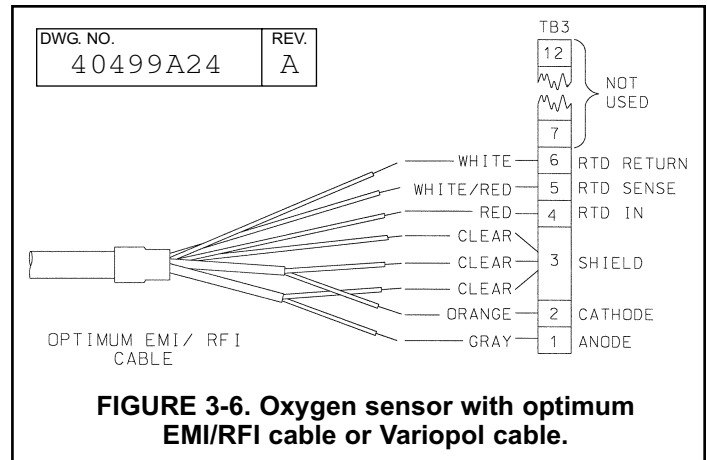 DWG. NO.
40499A24
REV.
A
TB3
12
NOT
USED
7
WHITE 6 RTD RETURN
WHITE/RED 5 RTD SENSE
RED 4 RTD IN
CLEAR
CLEAR 3 SHIELD
CLEAR
ORANGE 2 CATHODE
GRAY 1 ANODE
OPTIMUM EMI/ RFI
CABLE
FIGURE 3-6. Oxygen sensor with optimum
EMI/RFI cable or Variopol cable.